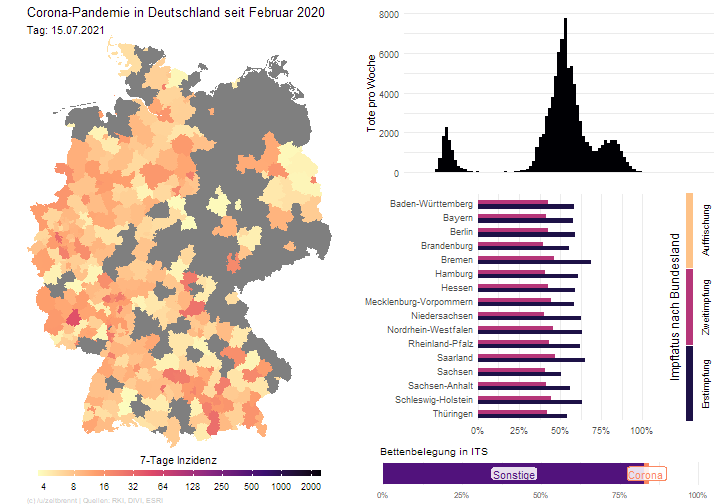 Corona-Pandemie in Deutschland seit Februar 2020
Tag: 15.07.2021
7-Tage Inzidenz
4 8 16 32 64 125 250 500 1000 2000
(c) /u/zeitbrennt | Quellen: RKI, DIVI, ESRI
Tote pro Woche
8000
6000
4000
2000
0
Baden-Württemberg
Bayern
Berlin
Brandenburg
Bremen
Hamburg
Hessen
Mecklenburg-Vorpommern
Niedersachsen
Nordrhein-Westfalen
Rheinland-Pfalz
Saarland
Sachsen
Sachsen-Anhalt
Schleswig-Holstein
Thüringen
0% 25% 50% 75% 100%
Impfstatus nach Bundesland
Auffrischung
Zweitimpfung
Erstimpfung
Bettenbelegung in ITS
Sonstige
Corona
0% 25% 50% 75% 100%